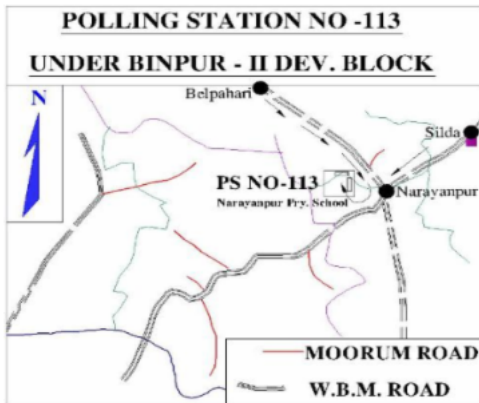 POLLING STATION NO -113
UNDER BINPUR - II DEV. BLOCK
N
Belpahari
Silda
PS NO-113
Narayanpur
Narayanpur Pry. School
MOORUM ROAD
W.B.M. ROAD